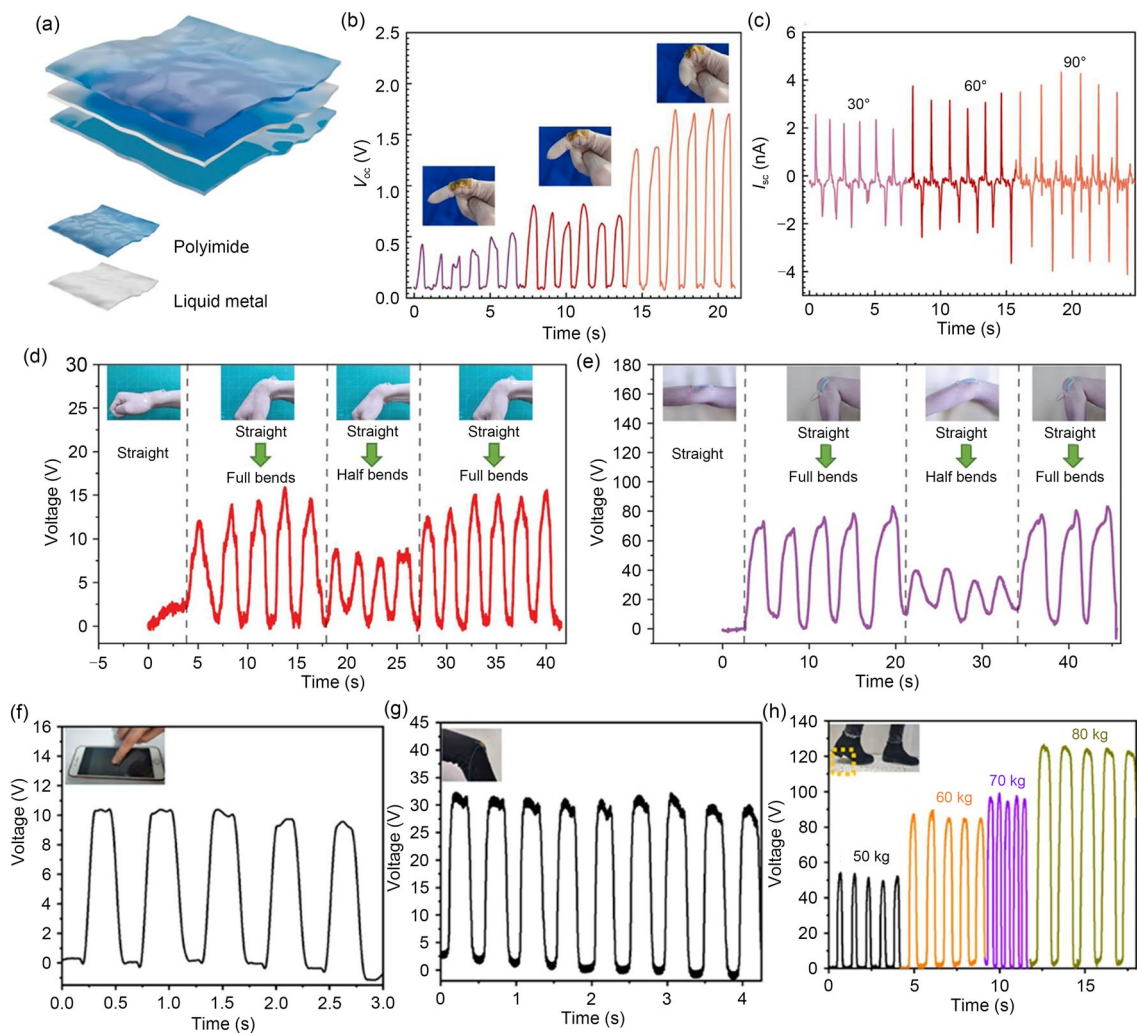 (a)
Polyimide
Liquid metal
(b)
2.5
2.0
1.5
1.0
0.5
0.0
Voc (V)
0 5 10 15 20
Time (s)
(c)
6
4
2
0
−2
−4
Isc (nA)
30°
60°
90°
0 10 20
Time (s)
(d)
30
25
20
15
10
5
0
−5
Voltage (V)
Straight
Straight
Full bends
Straight
Half bends
Straight
Full bends
−5 0 5 10 15 20 25 30 35 40
Time (s)
(e)
180
160
140
120
100
80
60
40
20
0
Voltage (V)
Straight
Straight
Full bends
Straight
Half bends
Straight
Full bends
0 10 20 30 40
Time (s)
(f)
16
14
12
10
8
6
4
2
0
Voltage (V)
0.0 0.5 1.0 1.5 2.0 2.5 3.0
Time (s)
(g)
45
40
35
30
25
20
15
10
5
0
Voltage (V)
0 1 2 3 4
Time (s)
(h)
140
120
100
80
60
40
20
0
Voltage (V)
50 kg
60 kg
70 kg
80 kg
0 5 10 15
Time (s)